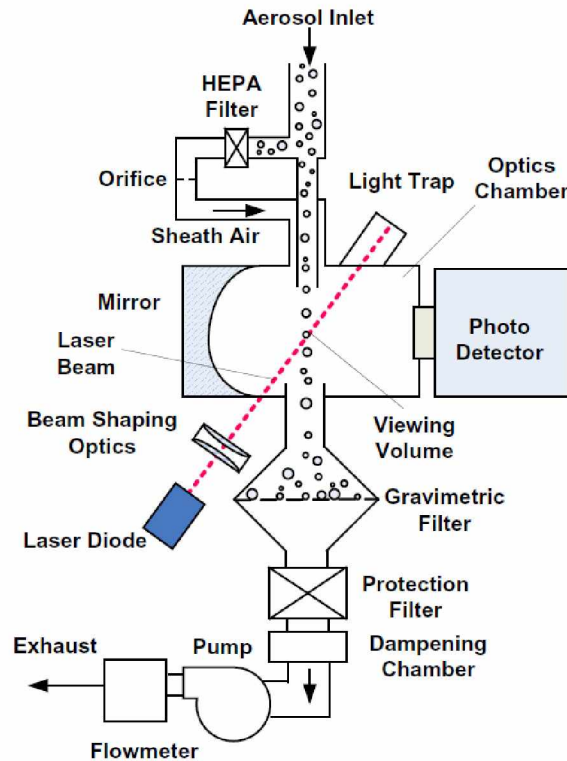 Aerosol Inlet
HEPA
Filter
Orifice
Light Trap
Optics
Chamber
Sheath Air
Mirror
Photo
Detector
Laser
Beam
Beam Shaping
Optics
Viewing
Volume
Gravimetric
Filter
Laser Diode
Protection
Filter
Exhaust
Pump
Dampening
Chamber
Flowmeter